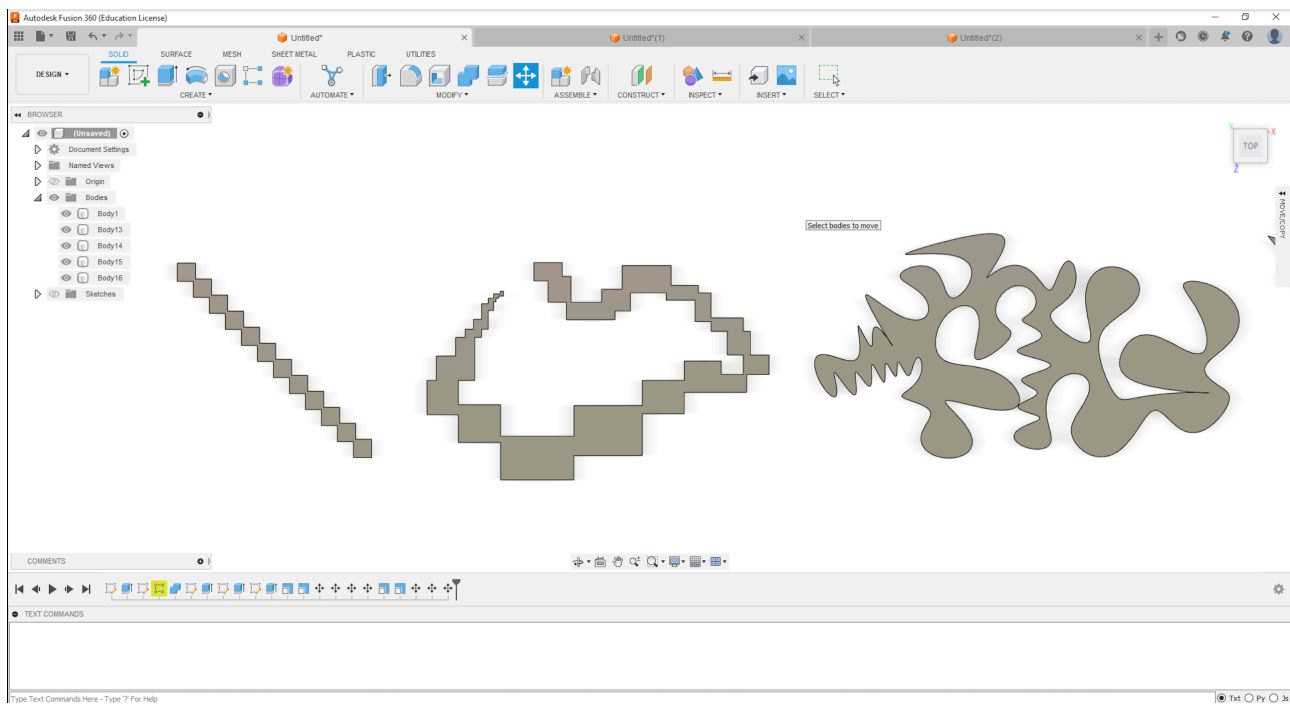 Autodesk Fusion 360 (Education License)
Untitled*
Untitled*(1)
Untitled*(2)
SOLID SURFACE MESH SHEET METAL PLASTIC UTILITIES
DESIGN
CREATE AUTOMATE MODIFY ASSEMBLE CONSTRUCT INSPECT INSERT SELECT
BROWSER
(Unsaved)
Document Settings
Named Views
Origin
Bodies
Body1
Body13
Body14
Body15
Body16
Sketches
Y
X
TOP
Z
MOVE/COPY
Select bodies to move
COMMENTS
TEXT COMMANDS
Type Text Commands Here - Type '?' For Help
Txt Py Js